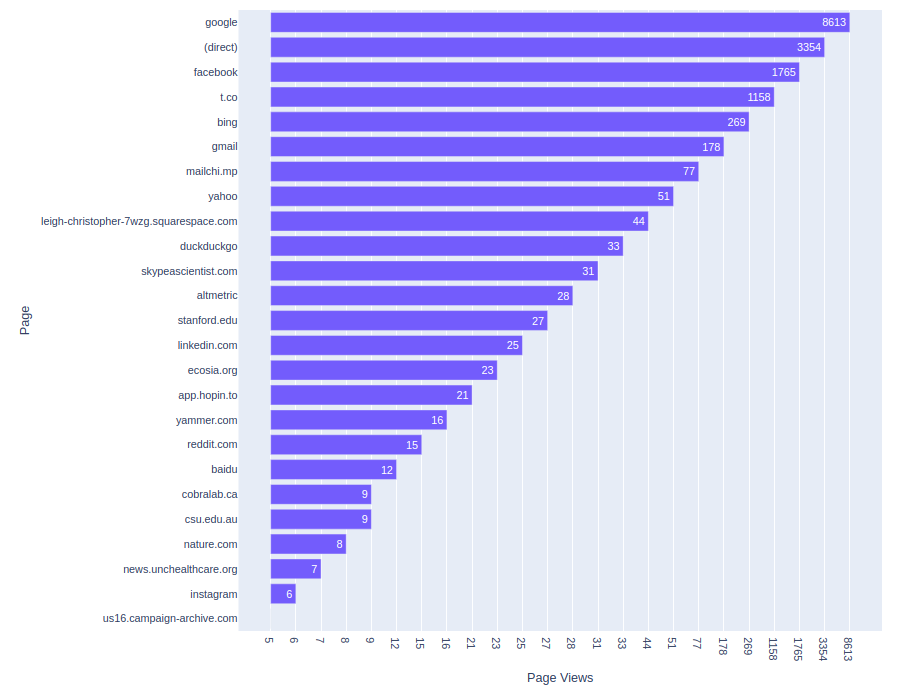 google 8613
(direct) 3354
facebook 1765
t.co 1158
bing 269
gmail 178
mailchi.mp 77
yahoo 51
leigh-christopher-7wzg.squarespace.com 44
duckduckgo 33
skypeascientist.com 31
altmetric 28
stanford.edu 27
linkedin.com 25
ecosia.org 23
app.hopin.to 21
yammer.com 16
reddit.com 15
baidu 12
cobralab.ca 9
csu.edu.au 9
nature.com 8
news.unchealthcare.org 7
instagram 6
us16.campaign-archive.com
Page
5 6 7 8 9 12 15 16 21 23 25 27 28 31 33 44 51 77 178 269 1158 1765 3354 8613
Page Views